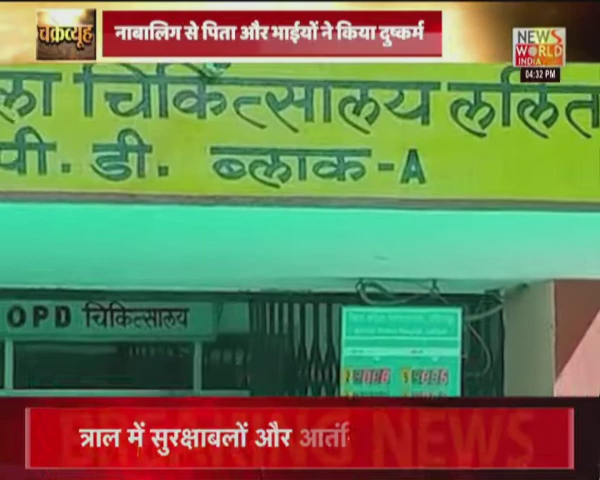 चक्रव्यूह
नाबालिग से पिता और भाईयों ने किया दुष्कर्म
NEWS
WORLD
INDIA
04:32 PM
ला चिकित्सालय ललित
पी. डी. ब्लाक-A
OPD चिकित्सालय
त्राल में सुरक्षाबलों और आतं
BREAKING NEWS